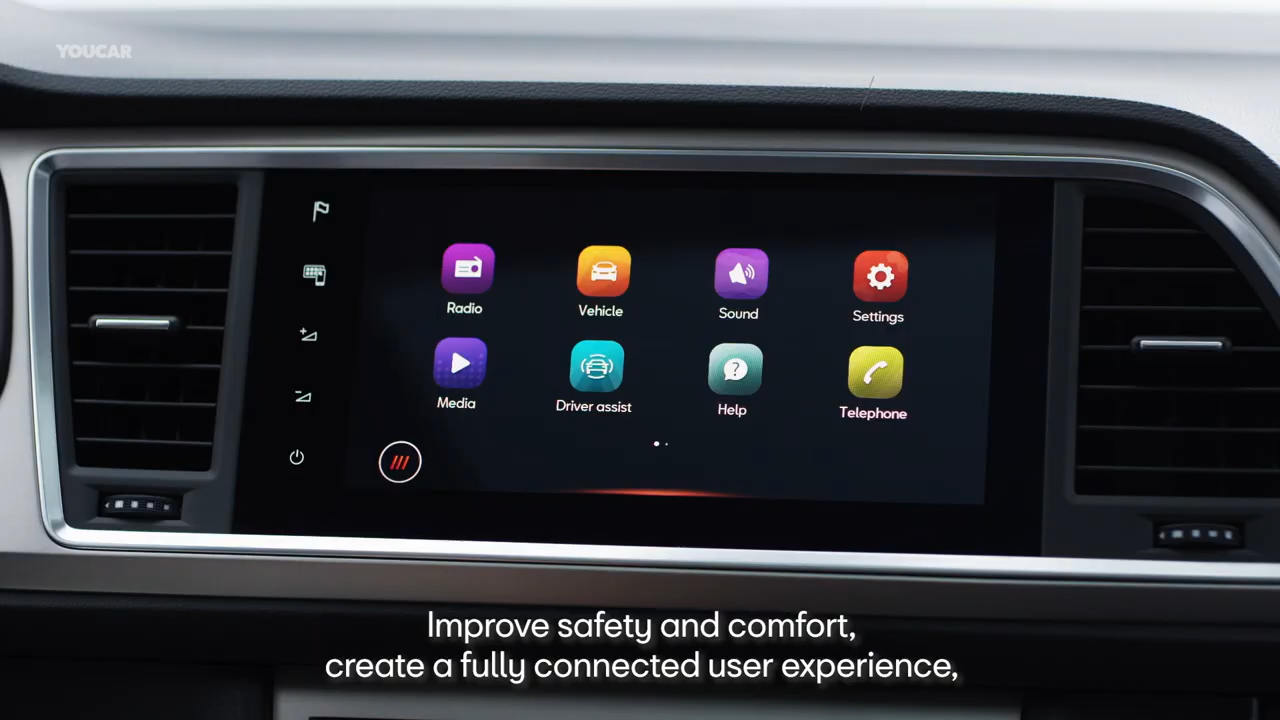 YOUCAR
Radio
Vehicle
Sound
Settings
Media
Driver assist
Help
Telephone
Improve safety and comfort,
create a fully connected user experience,